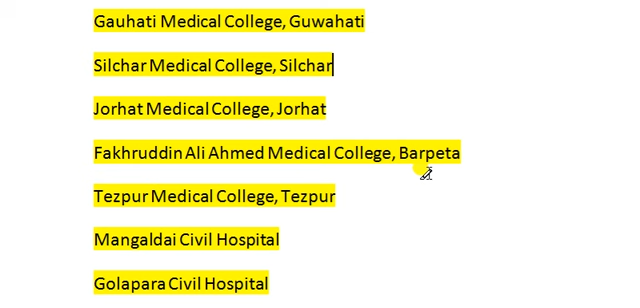 Gauhati Medical College, Guwahati
Silchar Medical College, Silchar
Jorhat Medical College, Jorhat
Fakhruddin Ali Ahmed Medical College, Barpeta
Tezpur Medical College, Tezpur
Mangaldai Civil Hospital
Golapara Civil Hospital